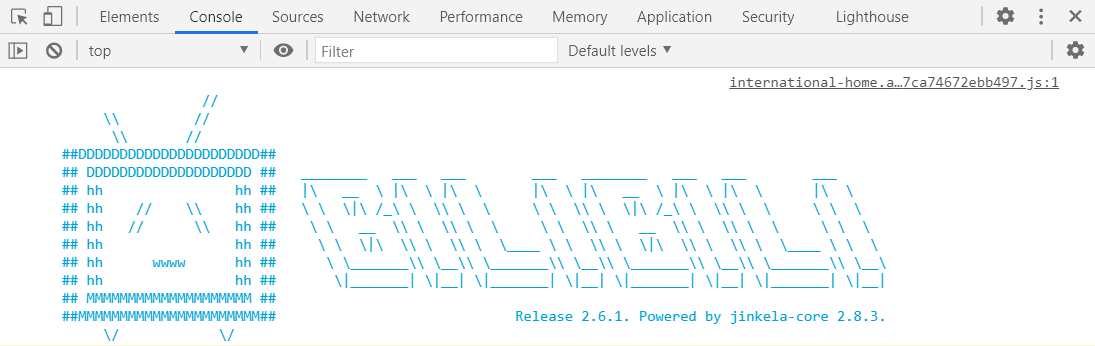 Elements Console Sources Network Performance Memory Application Security Lighthouse
top Filter Default levels
international-home.a…7ca74672ebb497.js:1
BILIBILI
Release 2.6.1. Powered by jinkela-core 2.8.3.